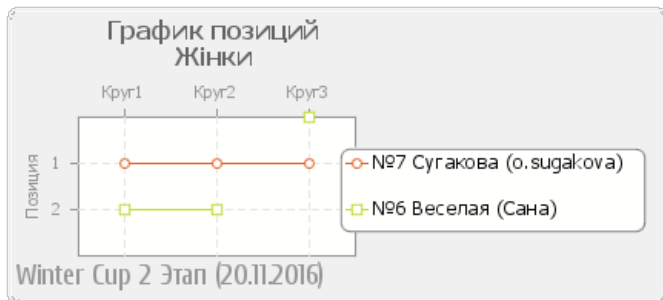 График позиций
Жінки
Круг1 Круг2 Круг3
Позиция
1
2
№7 Сугакова (o.sugakova)
№6 Веселая (Сана)
Winter Cup 2 Этап (20.11.2016)